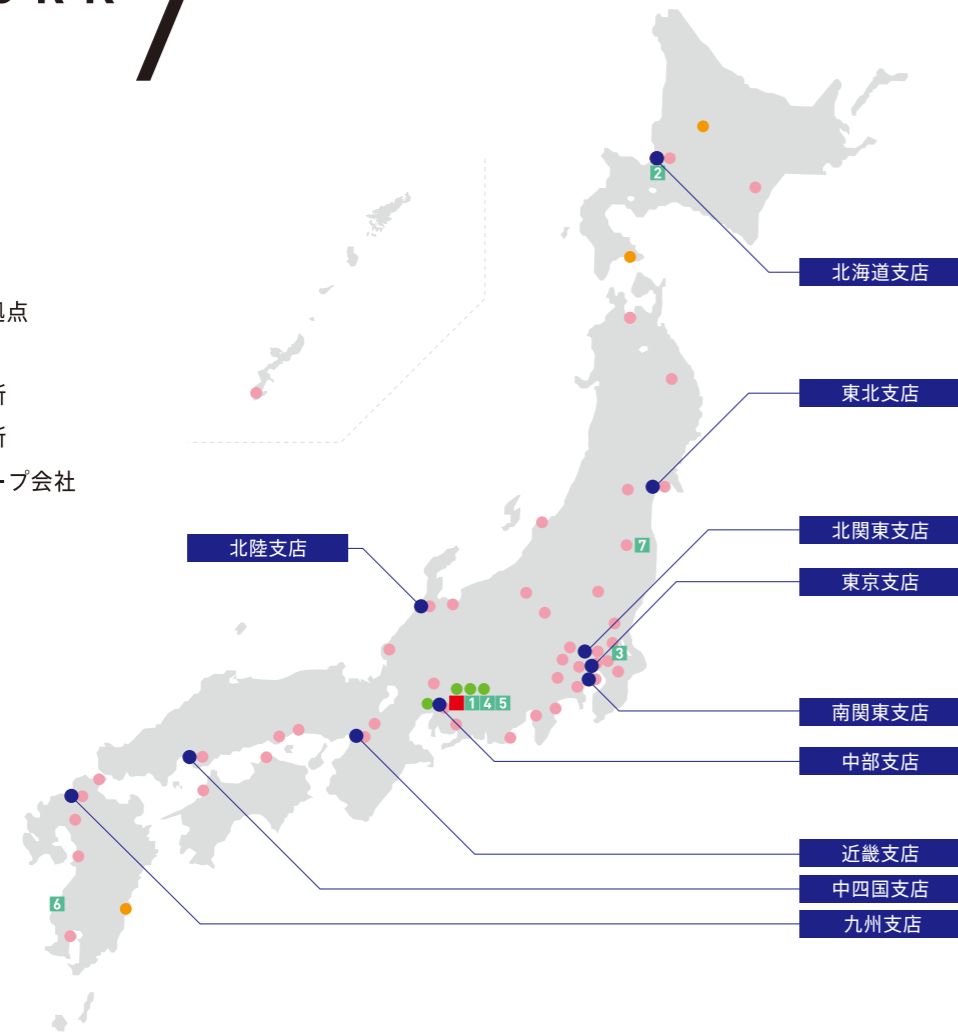 点
所
所
ープ会社
2
北海道支店
東北支店
北関東支店
7
北陸支店
東京支店
3
1 4 5
南関東支店
中部支店
近畿支店
中四国支店
6
九州支店